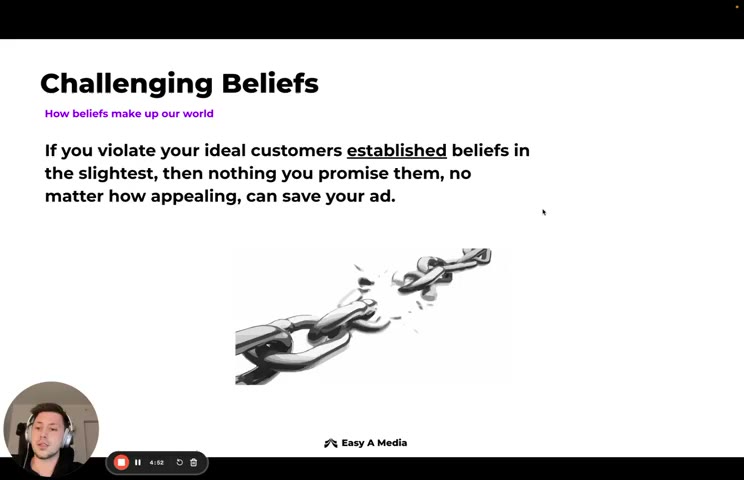 Challenging Beliefs
How beliefs make up our world
If you violate your ideal customers established beliefs in
the slightest, then nothing you promise them, no
matter how appealing, can save your ad.
Easy A Media
4:52